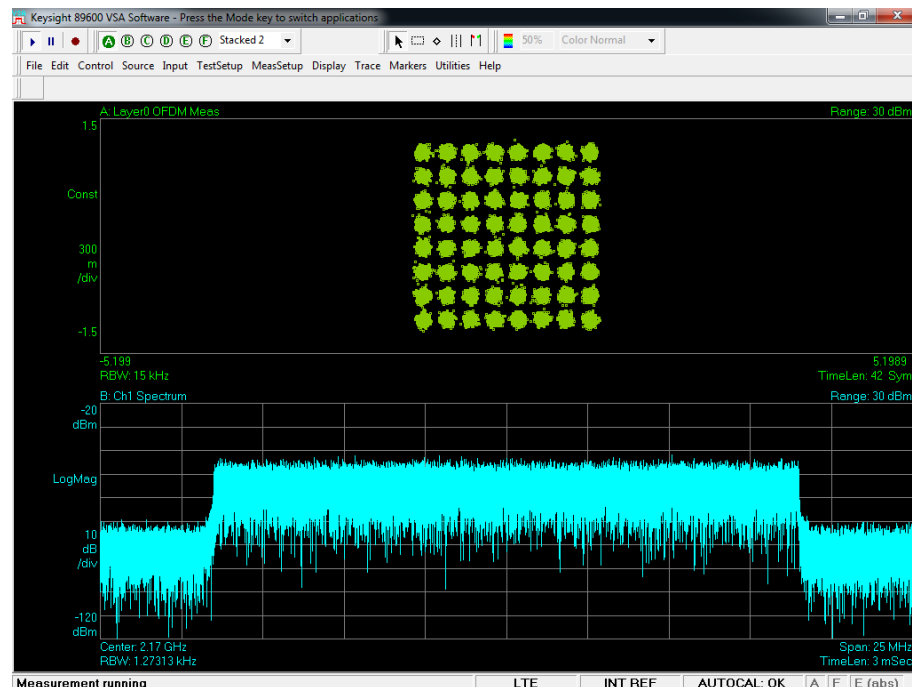 Keysight 89600 VSA Software - Press the Mode key to switch applications
A B C D E F Stacked 2 50% Color Normal
File Edit Control Source Input TestSetup MeasSetup Display Trace Markers Utilities Help
A: Layer0 OFDM Meas Range: 30 dBm
1.5
Const
300
m
/div
-1.5
-5.199 5.1989
RBW: 15 kHz TimeLen: 42 Sym
B: Ch1 Spectrum Range: 30 dBm
-20
dBm
LogMag
10
dB
/div
-120
dBm
Center: 2.17 GHz Span: 25 MHz
RBW: 1.27313 kHz TimeLen: 3 mSec
Measurement running LTE INT REF AUTOCAL: OK A F E (abs)